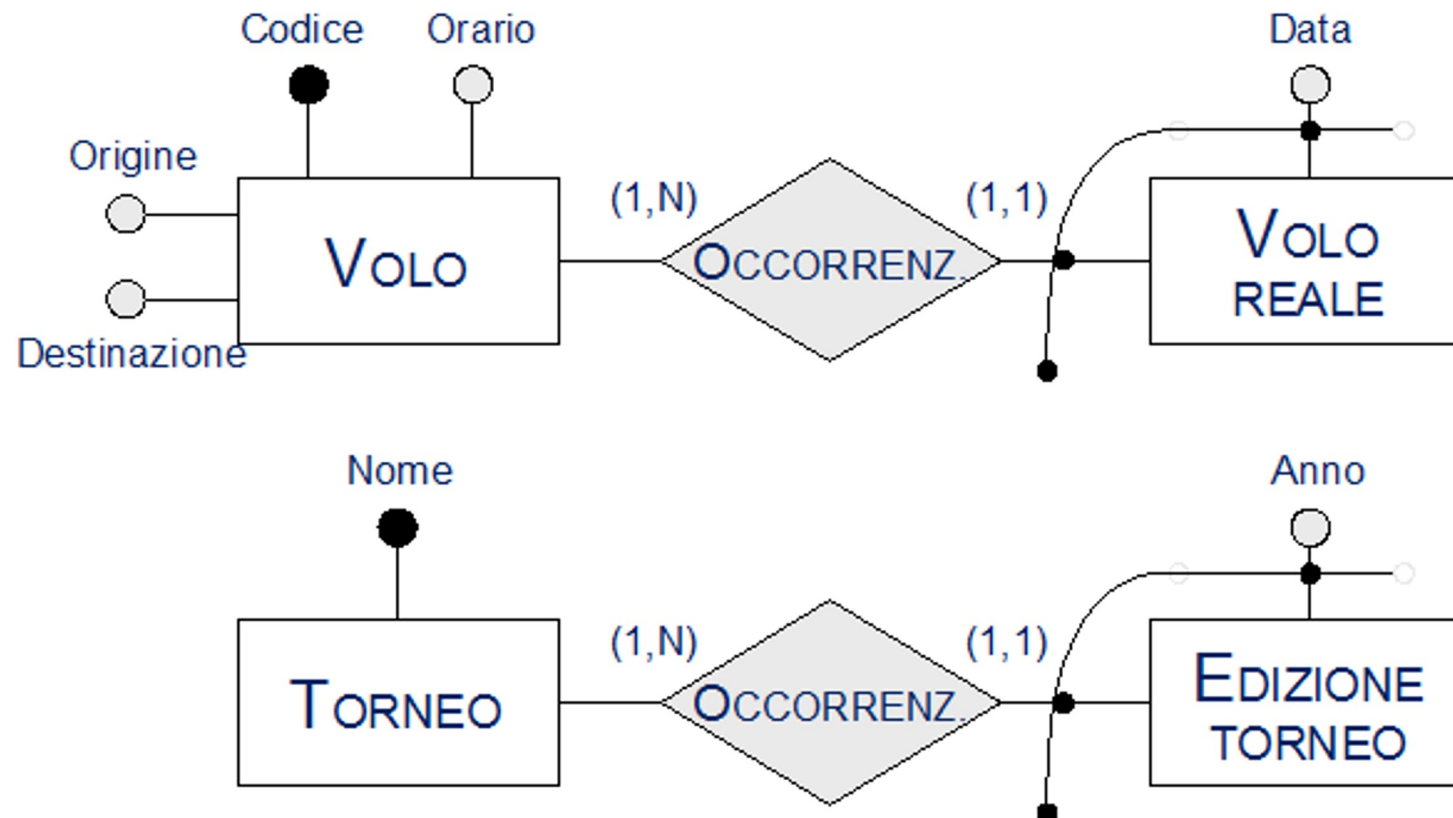 Codice
Orario
Data
Origine
(1,N)
(1,1)
VOLO
OCCORRENZ.
VOLO
REALE
Destinazione
Nome
Anno
(1,N)
(1,1)
TORNEO
OCCORRENZ.
EDIZIONE
TORNEO